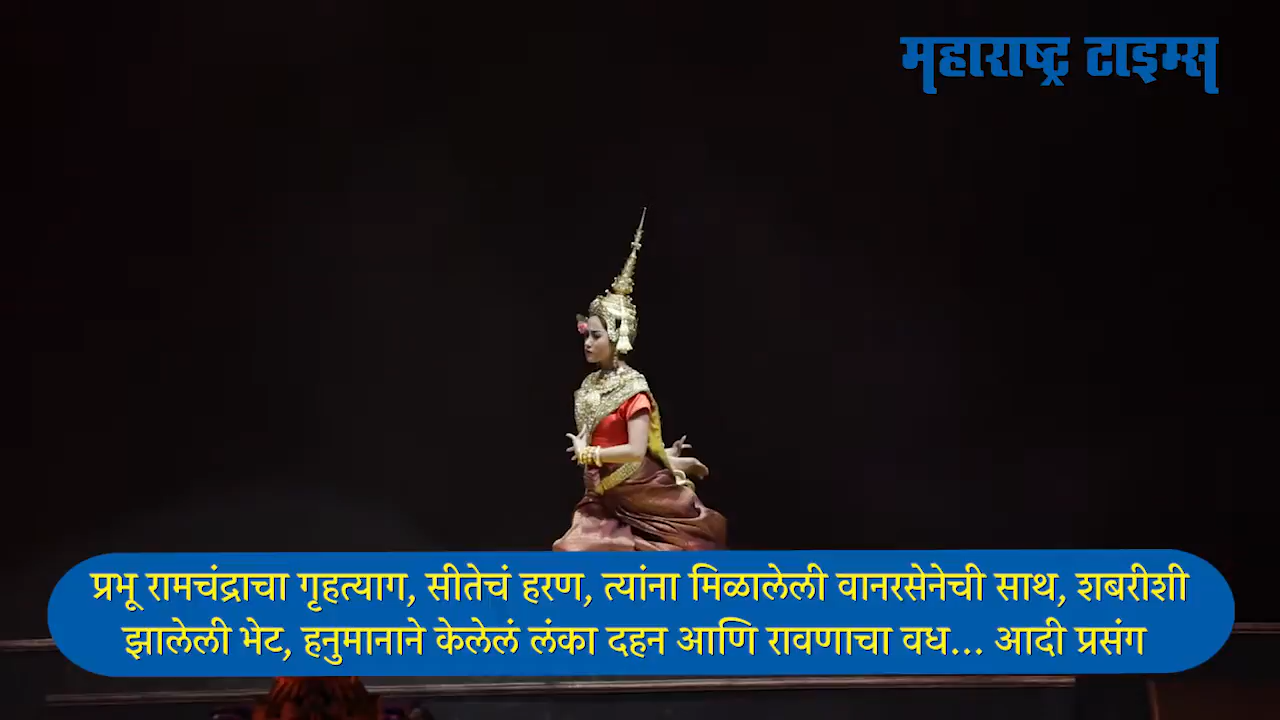 महाराष्ट्र टाइम्स
प्रभू रामचंद्राचा गृहत्याग, सीतेचं हरण, त्यांना मिळालेली वानरसेनेची साथ, शबरीशी
झालेली भेट, हनुमानाने केलेलं लंका दहन आणि रावणाचा वध... आदी प्रसंग